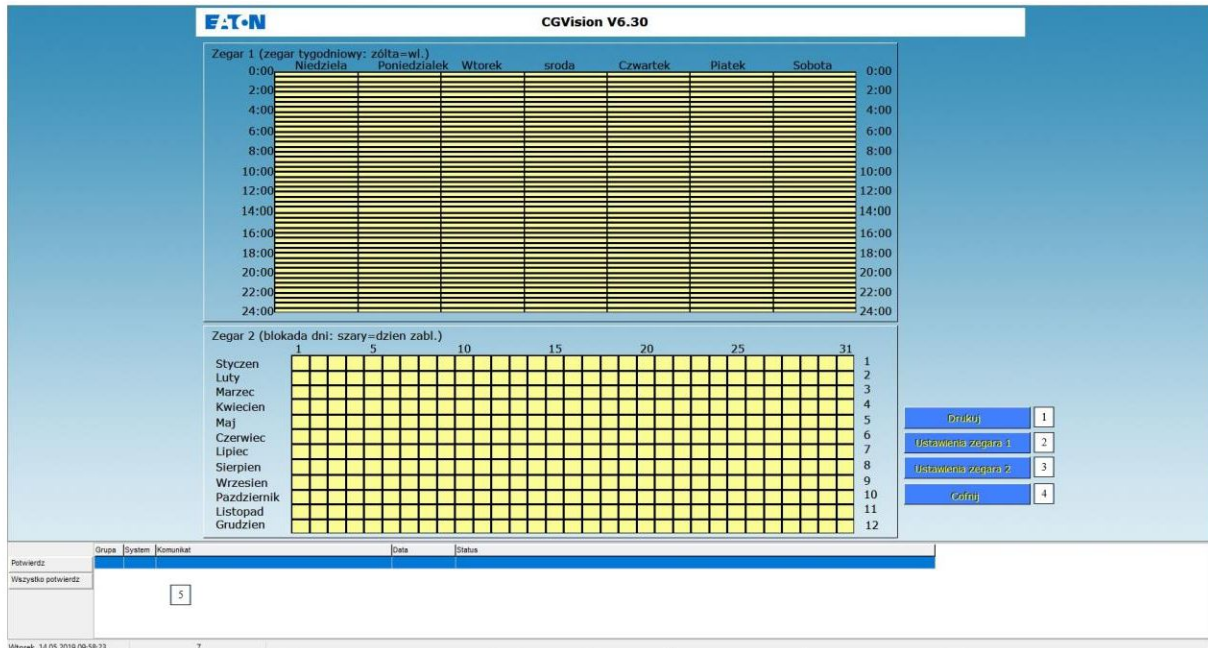 EATON CGVision V6.30
Zegar 1 (zegar tygodniowy: zólta=wl.)
Niedziela Poniedzialek Wtorek sroda Czwartek Piatek Sobota
0:00 0:00
2:00 2:00
4:00 4:00
6:00 6:00
8:00 8:00
10:00 10:00
12:00 12:00
14:00 14:00
16:00 16:00
18:00 18:00
20:00 20:00
22:00 22:00
24:00 24:00
Zegar 2 (blokada dni: szary=dzien zabl.)
1 5 10 15 20 25 31
Styczen 1
Luty 2
Marzec 3
Kwiecien 4
Maj 5
Czerwiec 6
Lipiec 7
Sierpien 8
Wrzesien 9
Pazdziernik 10
Listopad 11
Grudzien 12
Drukuj 1
Ustawienia zegara 1 2
Ustawienia zegara 2 3
Cofnij 4
Grupa System Komunikat Data Status
Potwierdz
Wszystko potwierdz
5
Wtorek, 14.05.2019 09:58:23 7